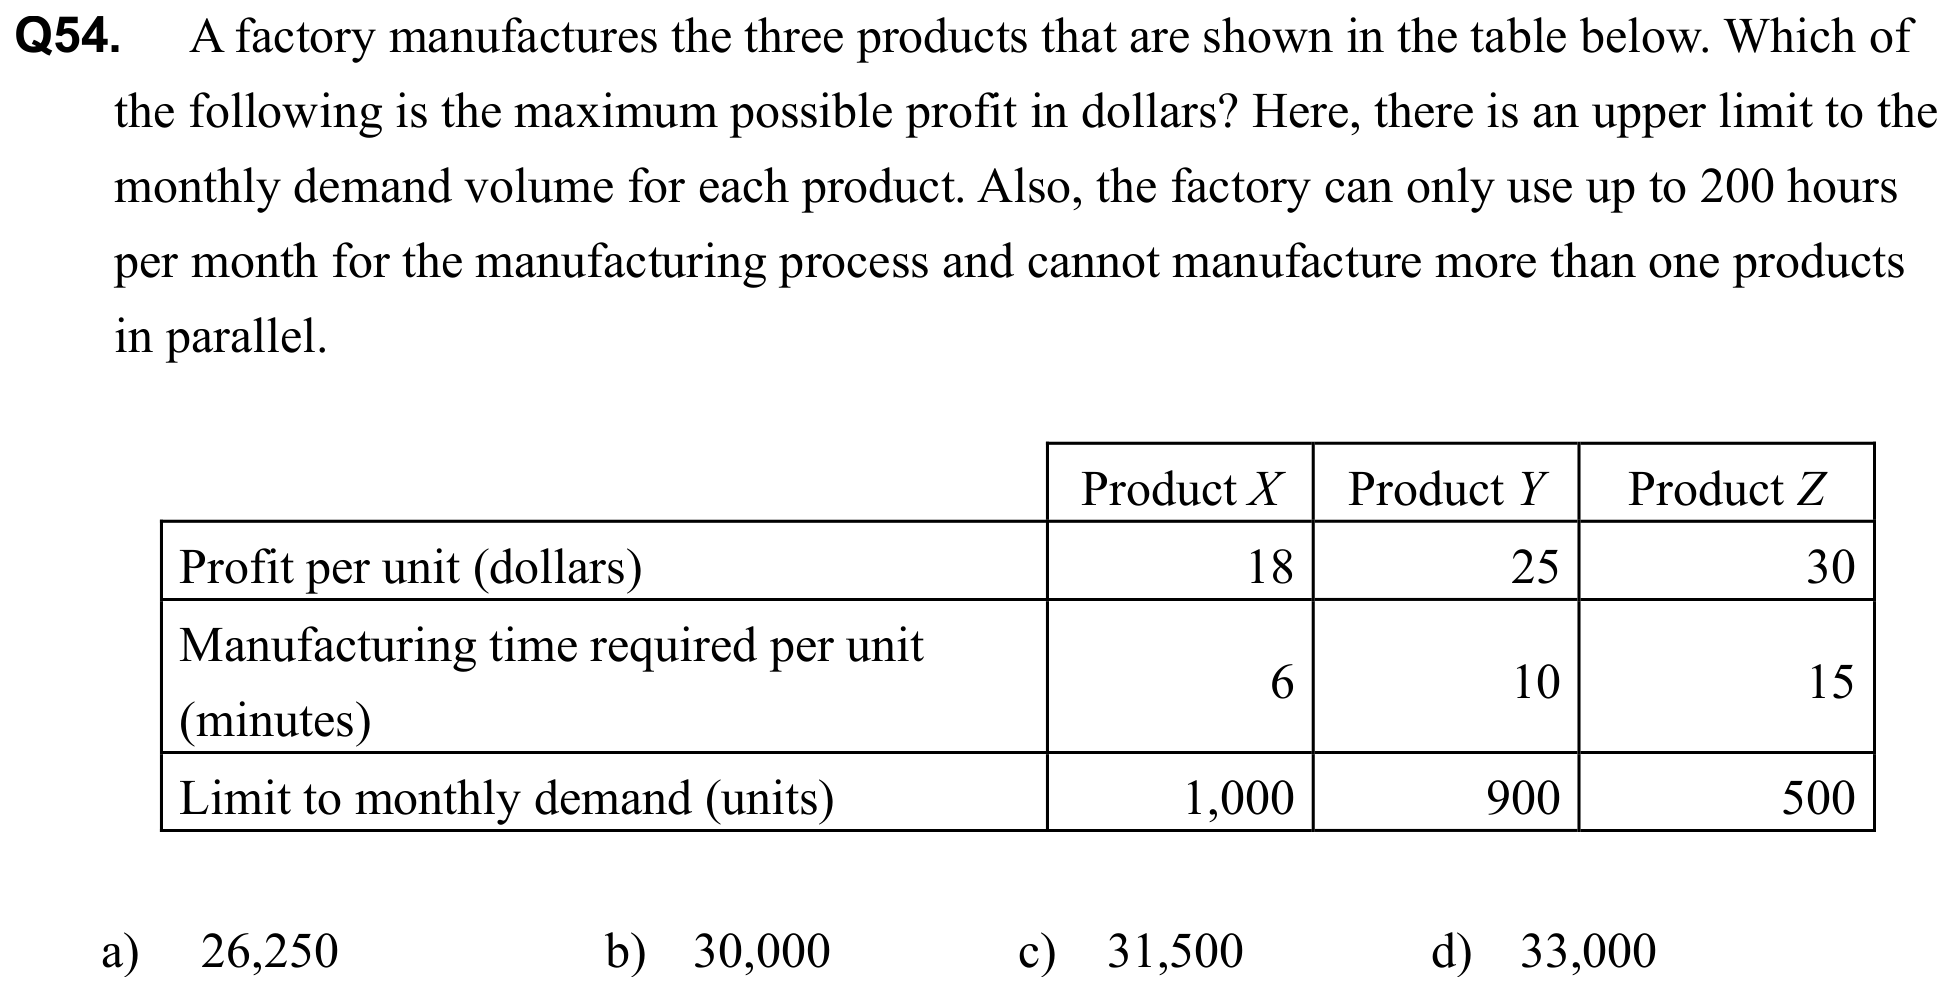 Q54. A factory manufactures the three products that are shown in the table below. Which of
the following is the maximum possible profit in dollars? Here, there is an upper limit to the
monthly demand volume for each product. Also, the factory can only use up to 200 hours
per month for the manufacturing process and cannot manufacture more than one products
in parallel.
Product X Product Y Product Z
Profit per unit (dollars) 18 25 30
Manufacturing time required per unit
(minutes) 6 10 15
Limit to monthly demand (units) 1,000 900 500
a) 26,250 b) 30,000 c) 31,500 d) 33,000